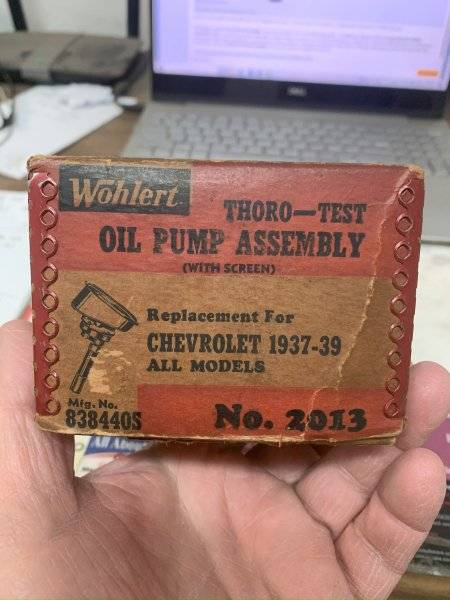 Wohlert
THORO—TEST
OIL PUMP ASSEMBLY
(WITH SCREEN)
Replacement For
CHEVROLET 1937-39
ALL MODELS
Mfg. No.
838440S
No. 2013
DELL